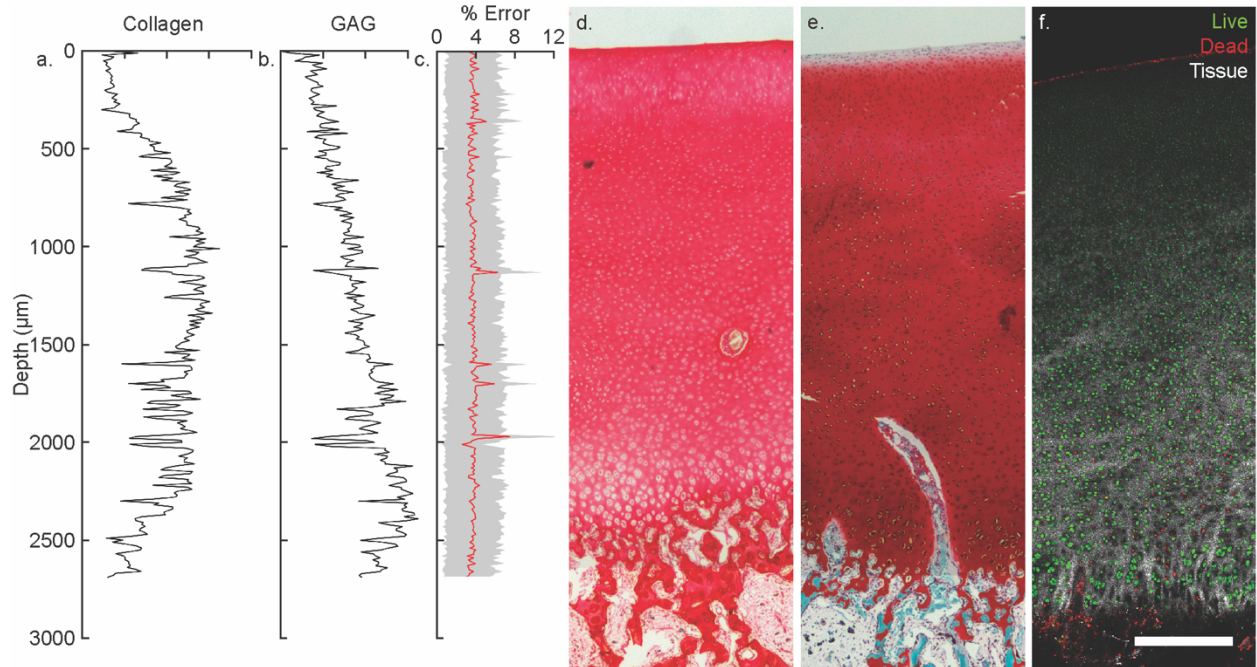 Collagen
GAG
% Error
0 4 8 12
a.
b.
c.
d.
e.
f.
Live
Dead
Tissue
Depth (µm)
0
500
1000
1500
2000
2500
3000